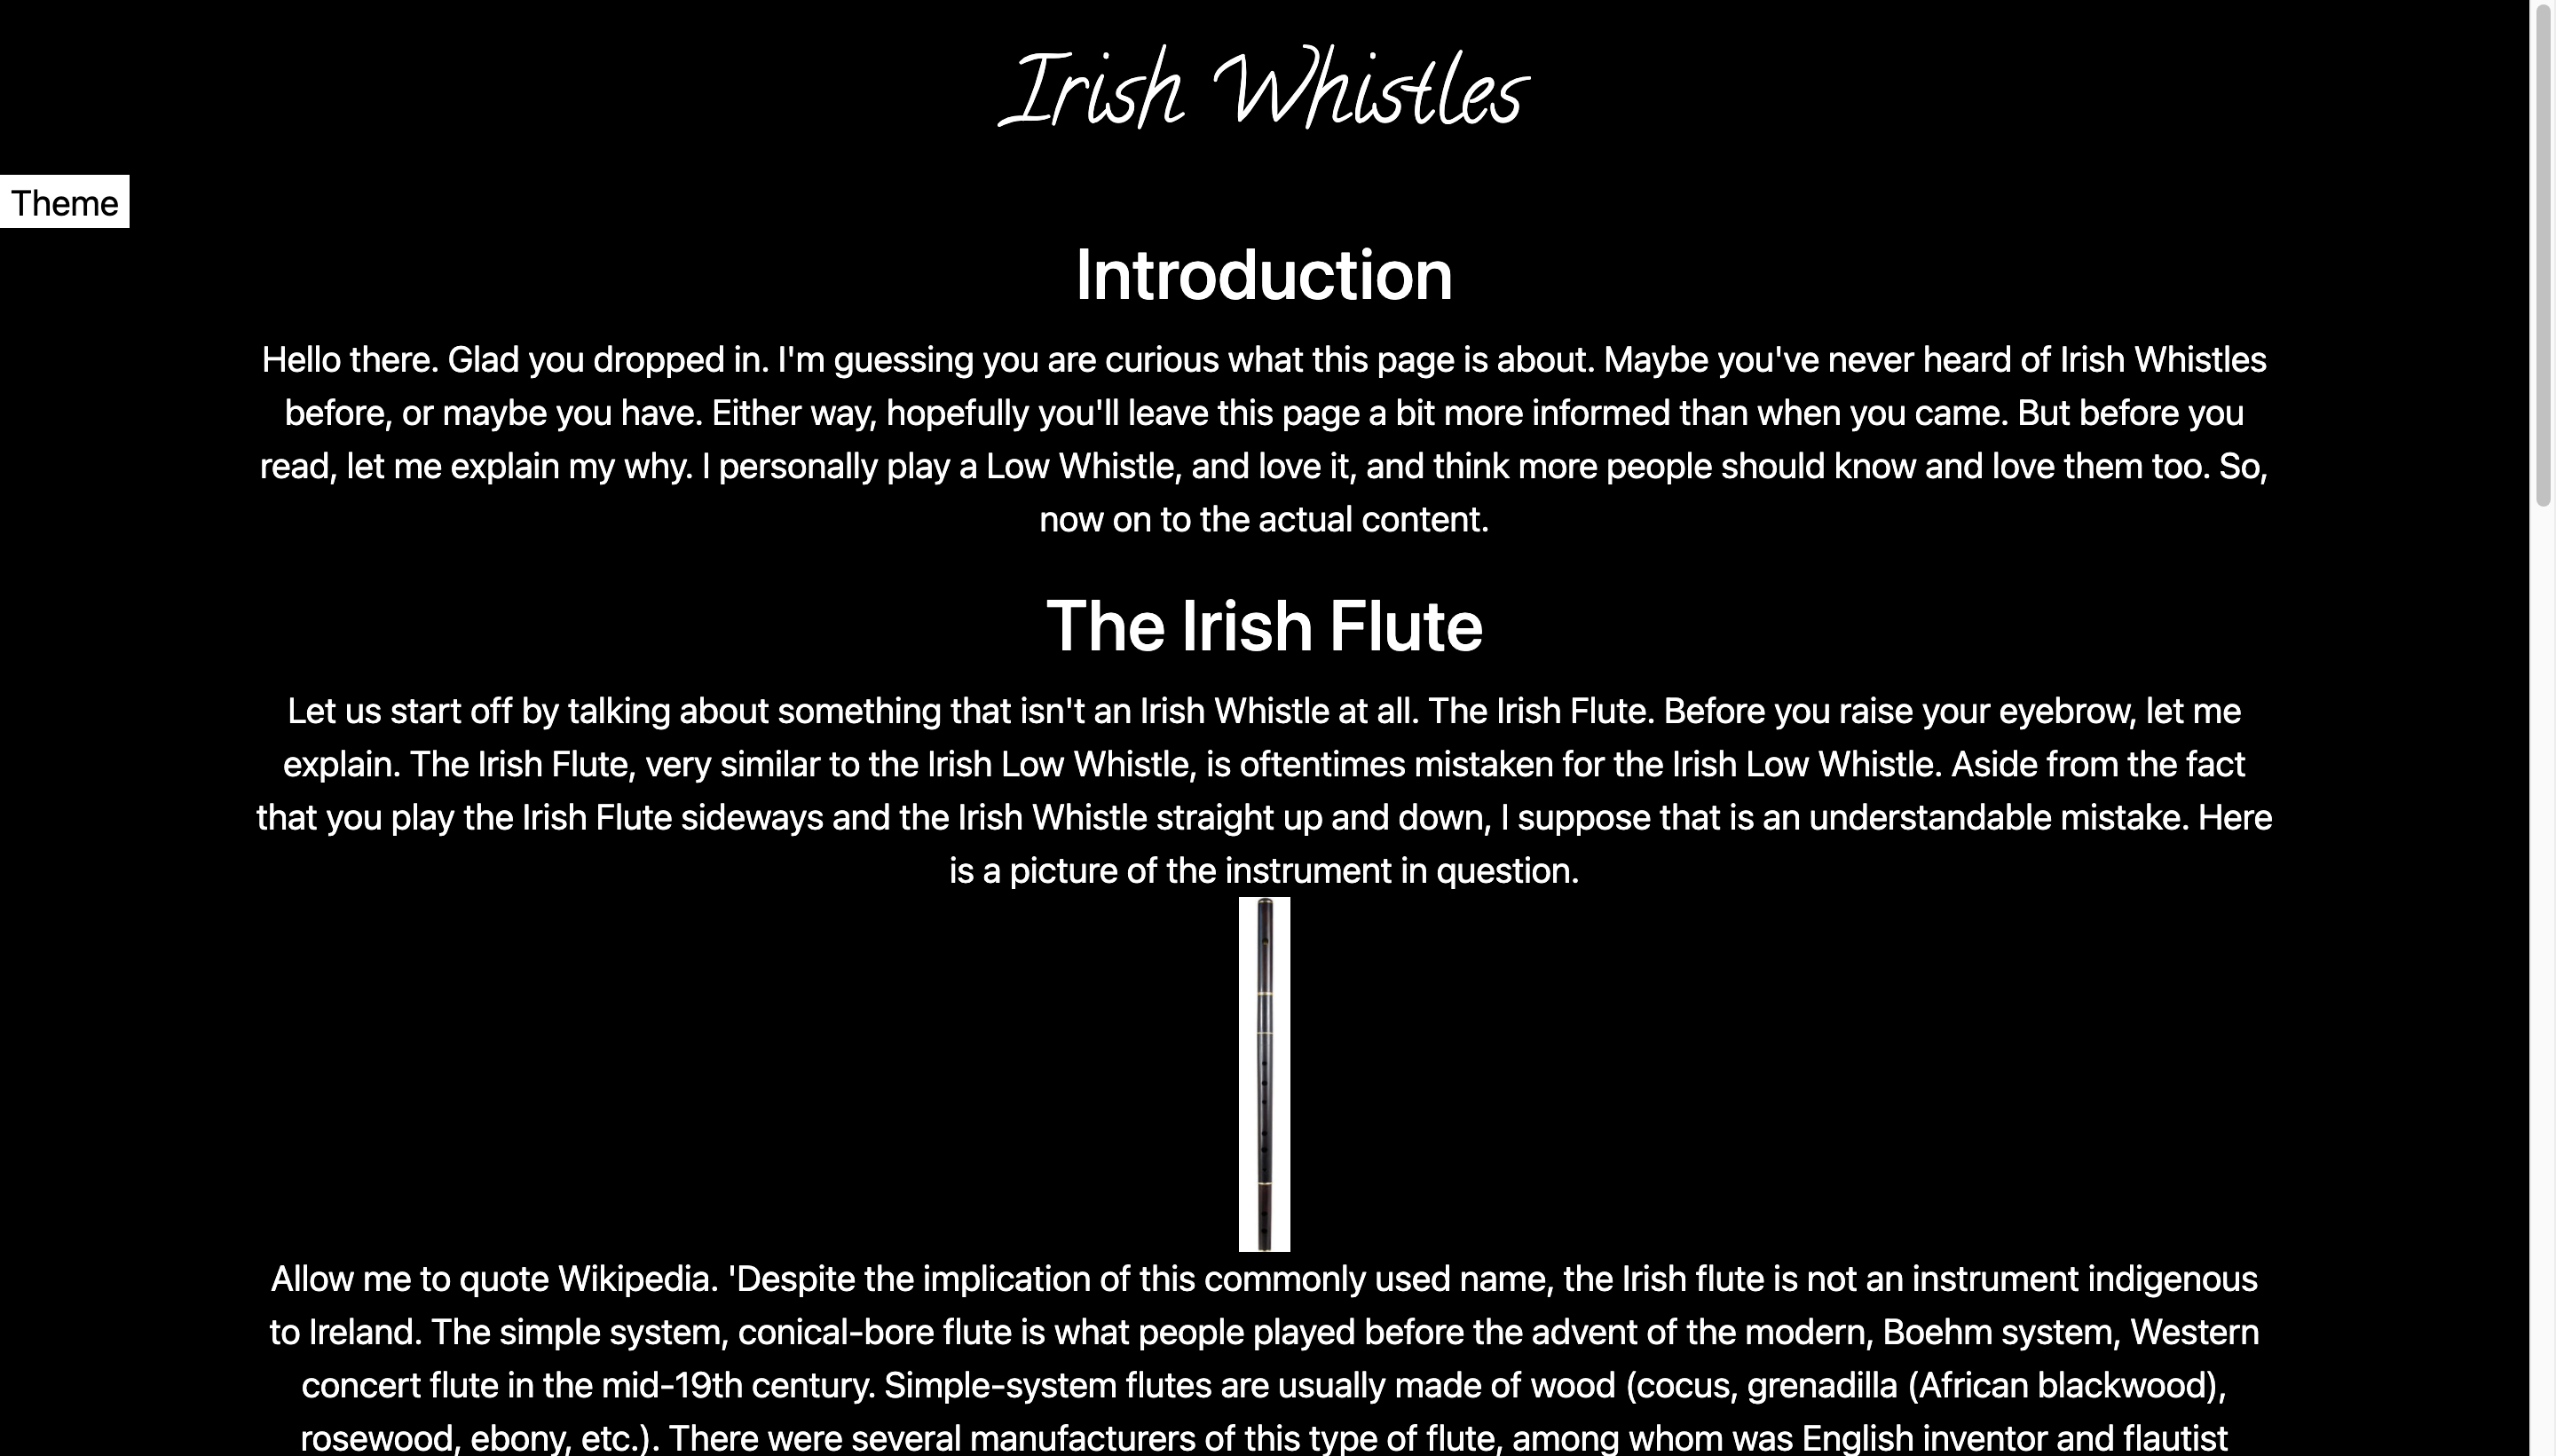 Irish Whistles
Theme
Introduction
Hello there. Glad you dropped in. I'm guessing you are curious what this page is about. Maybe you've never heard of Irish Whistles
before, or maybe you have. Either way, hopefully you'll leave this page a bit more informed than when you came. But before you
read, let me explain my why. I personally play a Low Whistle, and love it, and think more people should know and love them too. So,
now on to the actual content.
The Irish Flute
Let us start off by talking about something that isn't an Irish Whistle at all. The Irish Flute. Before you raise your eyebrow, let me
explain. The Irish Flute, very similar to the Irish Low Whistle, is oftentimes mistaken for the Irish Low Whistle. Aside from the fact
that you play the Irish Flute sideways and the Irish Whistle straight up and down, I suppose that is an understandable mistake. Here
is a picture of the instrument in question.
Allow me to quote Wikipedia. 'Despite the implication of this commonly used name, the Irish flute is not an instrument indigenous
to Ireland. The simple system, conical-bore flute is what people played before the advent of the modern, Boehm system, Western
concert flute in the mid-19th century. Simple-system flutes are usually made of wood (cocus, grenadilla (African blackwood),
rosewood, ebony, etc.). There were several manufacturers of this type of flute, among whom was English inventor and flautist